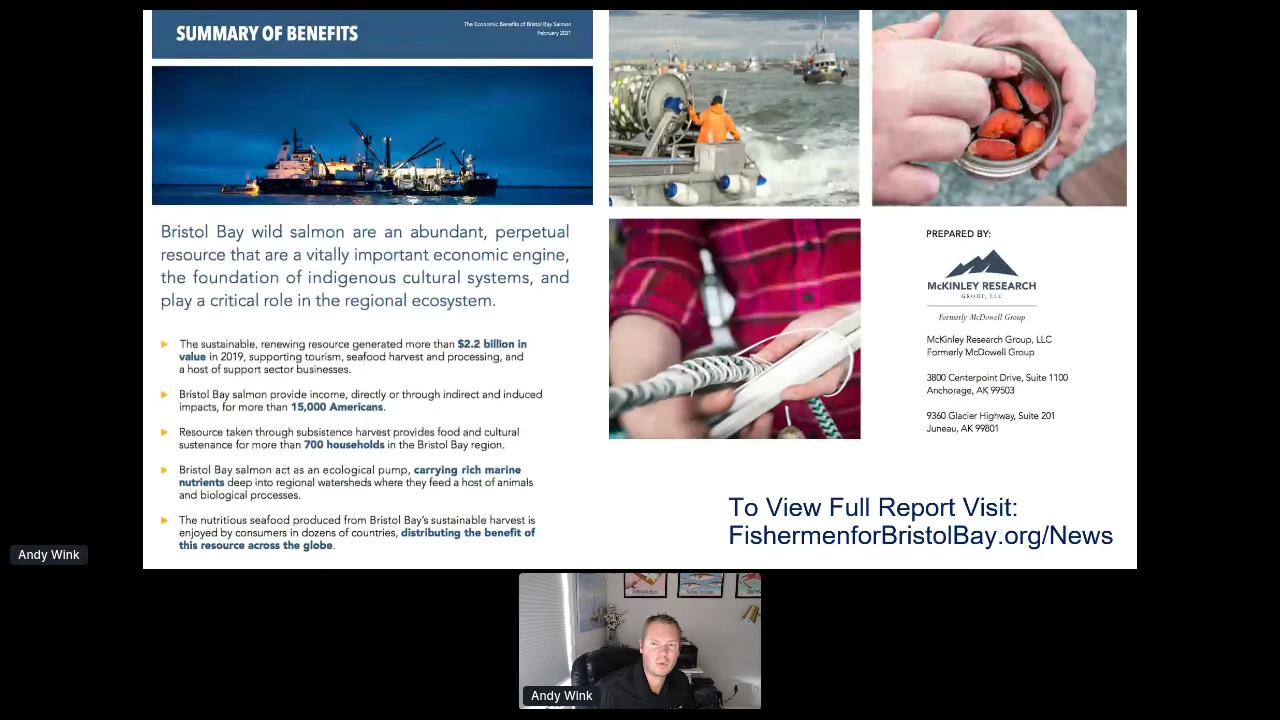 SUMMARY OF BENEFITS
The Economic Benefits of Bristol Bay Salmon
February 2021
Bristol Bay wild salmon are an abundant, perpetual
resource that are a vitally important economic engine,
the foundation of indigenous cultural systems, and
play a critical role in the regional ecosystem.
The sustainable, renewing resource generated more than $2.2 billion in
value in 2019, supporting tourism, seafood harvest and processing, and
a host of support sector businesses.
Bristol Bay salmon provide income, directly or through indirect and induced
impacts, for more than 15,000 Americans.
Resource taken through subsistence harvest provides food and cultural
sustenance for more than 700 households in the Bristol Bay region.
Bristol Bay salmon act as an ecological pump, carrying rich marine
nutrients deep into regional watersheds where they feed a host of animals
and biological processes.
The nutritious seafood produced from Bristol Bay's sustainable harvest is
enjoyed by consumers in dozens of countries, distributing the benefit of
this resource across the globe.
PREPARED BY:
McKINLEY RESEARCH
GROUP, LLC
Formerly McDowell Group
McKinley Research Group, LLC
Formerly McDowell Group
3800 Centerpoint Drive, Suite 1100
Anchorage, AK 99503
9360 Glacier Highway, Suite 201
Juneau, AK 99801
To View Full Report Visit:
FishermenforBristolBay.org/News
Andy Wink
Andy Wink